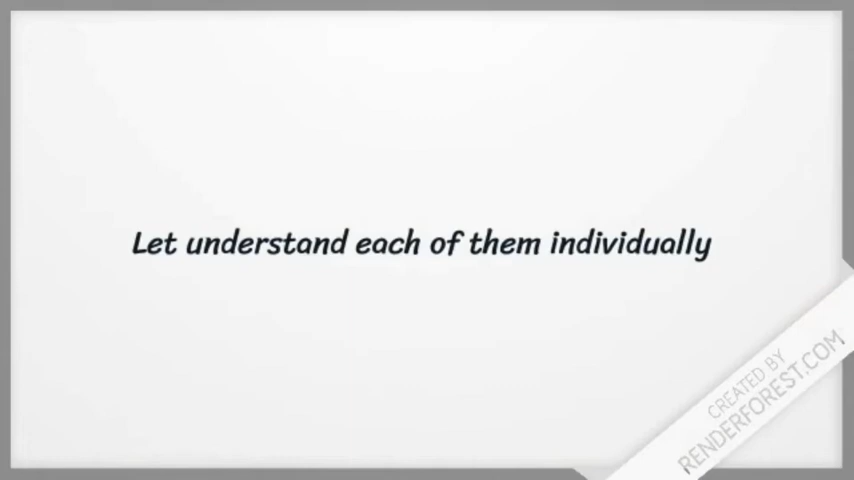 Let understand each of them individually
CREATED BY
RENDERFOREST.COM